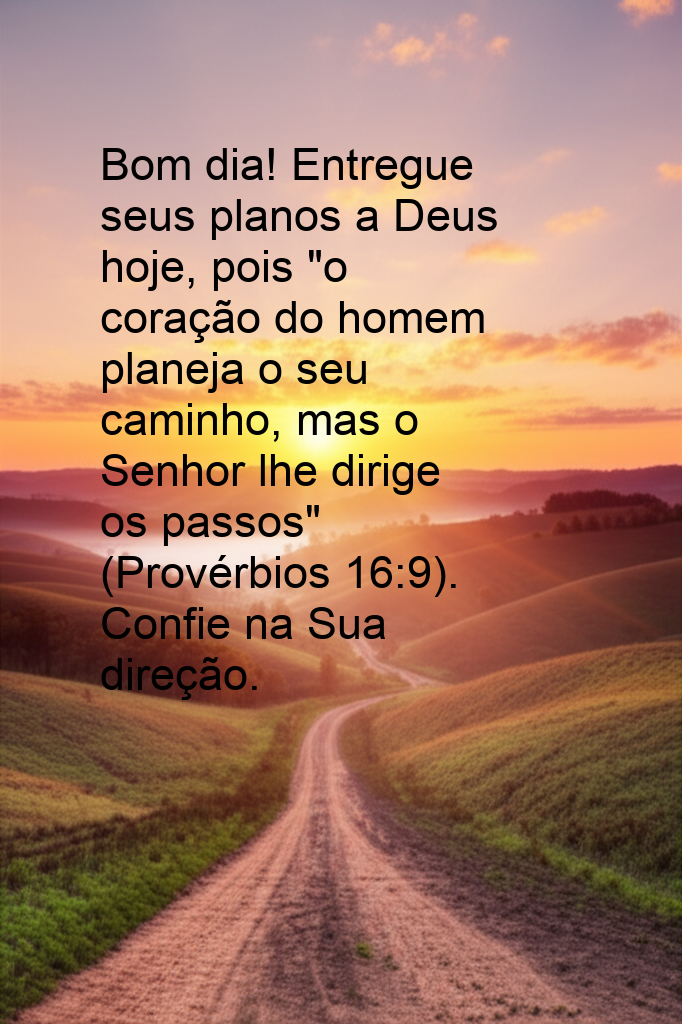 Bom dia! Entregue
seus planos a Deus
hoje, pois "o
coração do homem
planeja o seu
caminho, mas o
Senhor lhe dirige
os passos"
(Provérbios 16:9).
Confie na Sua
direção.